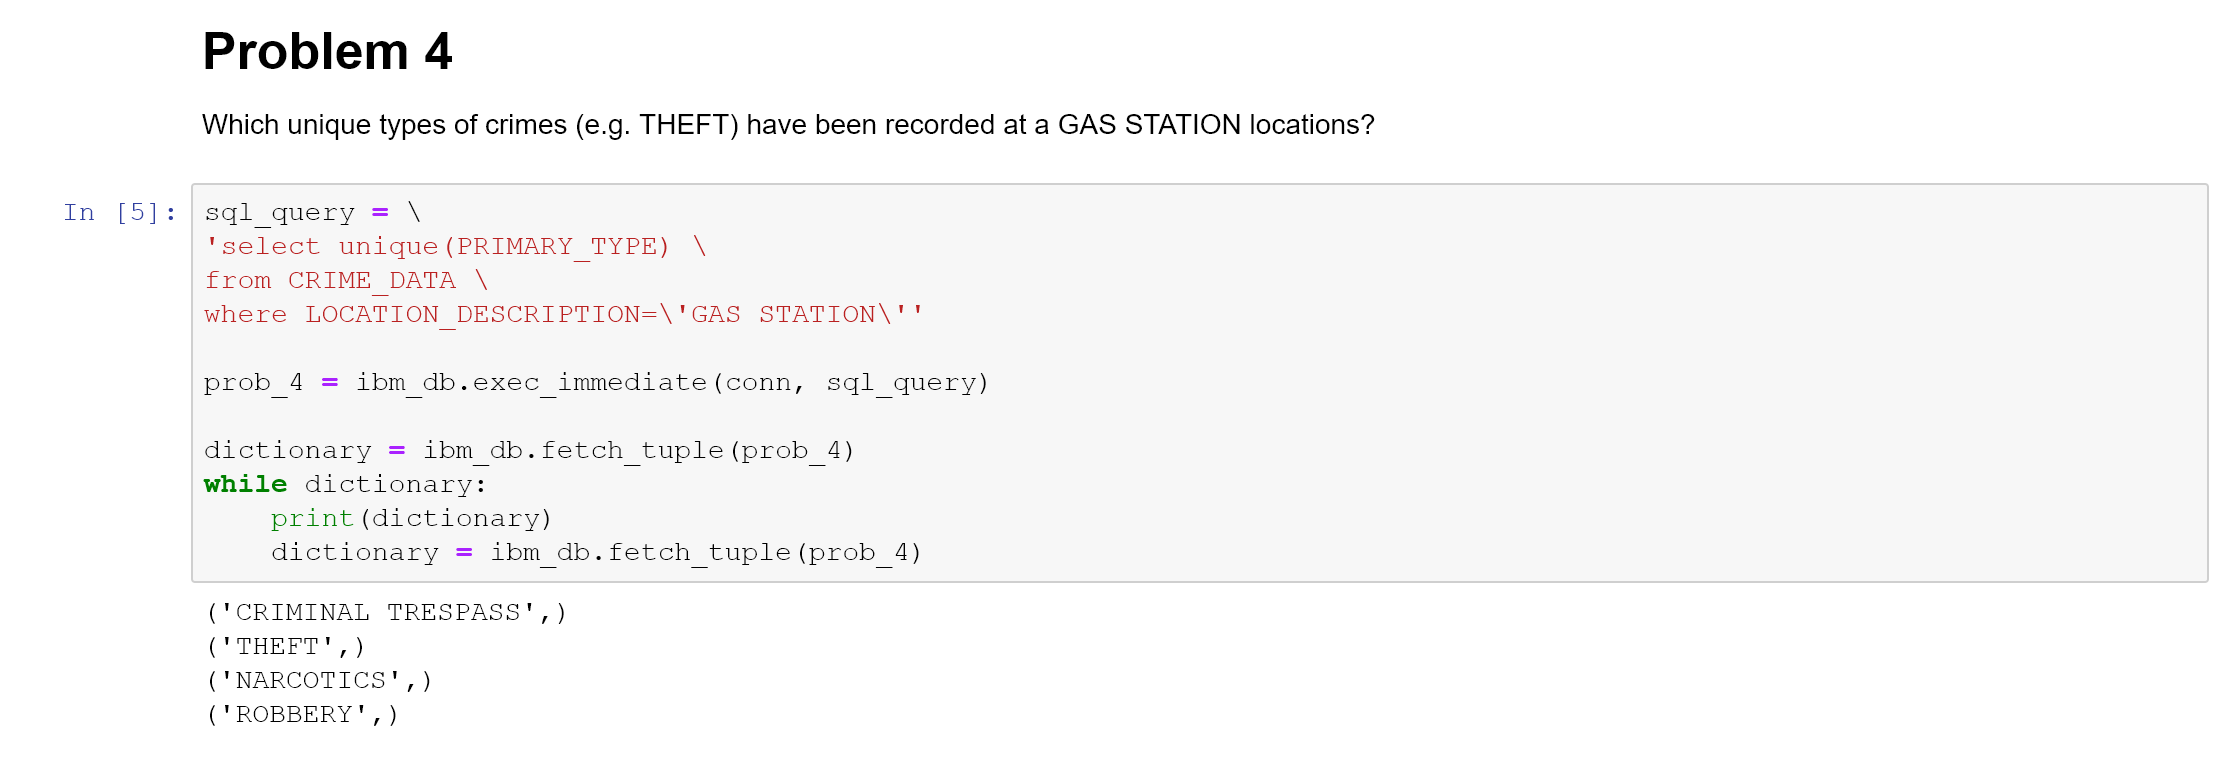 Problem 4
Which unique types of crimes (e.g. THEFT) have been recorded at a GAS STATION locations?
In [5]: sql_query = \
'select unique(PRIMARY_TYPE) \
from CRIME_DATA \
where LOCATION_DESCRIPTION=\'GAS STATION\''
prob_4 = ibm_db.exec_immediate(conn, sql_query)
dictionary = ibm_db.fetch_tuple(prob_4)
while dictionary:
    print(dictionary)
    dictionary = ibm_db.fetch_tuple(prob_4)
('CRIMINAL TRESPASS',)
('THEFT',)
('NARCOTICS',)
('ROBBERY',)